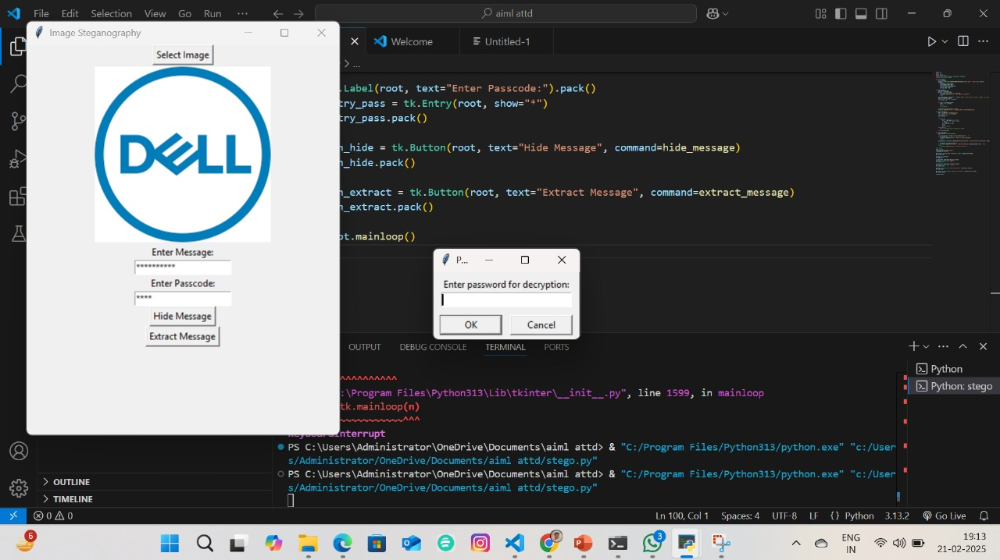 File Edit Selection View Go Run ··· aiml attd
Image Steganography
Select Image
DELL
Enter Message:
**********
Enter Passcode:
****
Hide Message
Extract Message
Welcome
Untitled-1
> ...
.Label(root, text="Enter Passcode:").pack()
try_pass = tk.Entry(root, show="*")
try_pass.pack()
n_hide = tk.Button(root, text="Hide Message", command=hide_message)
n_hide.pack()
n_extract = tk.Button(root, text="Extract Message", command=extract_message)
n_extract.pack()
ot.mainloop()
P...
Enter password for decryption:
OK Cancel
OUTPUT DEBUG CONSOLE TERMINAL PORTS
^^^^^^^^^^
:\Program Files\Python313\Lib\tkinter\__init__.py", line 1599, in mainloop
tk.mainloop(n)
~~~~~~~~~~~~~^^^
KeyboardInterrupt
PS C:\Users\Administrator\OneDrive\Documents\aiml attd> & "C:/Program Files/Python313/python.exe" "c:/User
s/Administrator/OneDrive/Documents/aiml attd/stego.py"
PS C:\Users\Administrator\OneDrive\Documents\aiml attd> & "C:/Program Files/Python313/python.exe" "c:/User
s/Administrator/OneDrive/Documents/aiml attd/stego.py"
Python
Python: stego
OUTLINE
TIMELINE
0 0
Ln 100, Col 1 Spaces: 4 UTF-8 LF {} Python 3.13.2 Go Live
6
3
ENG
IN
19:13
21-02-2025